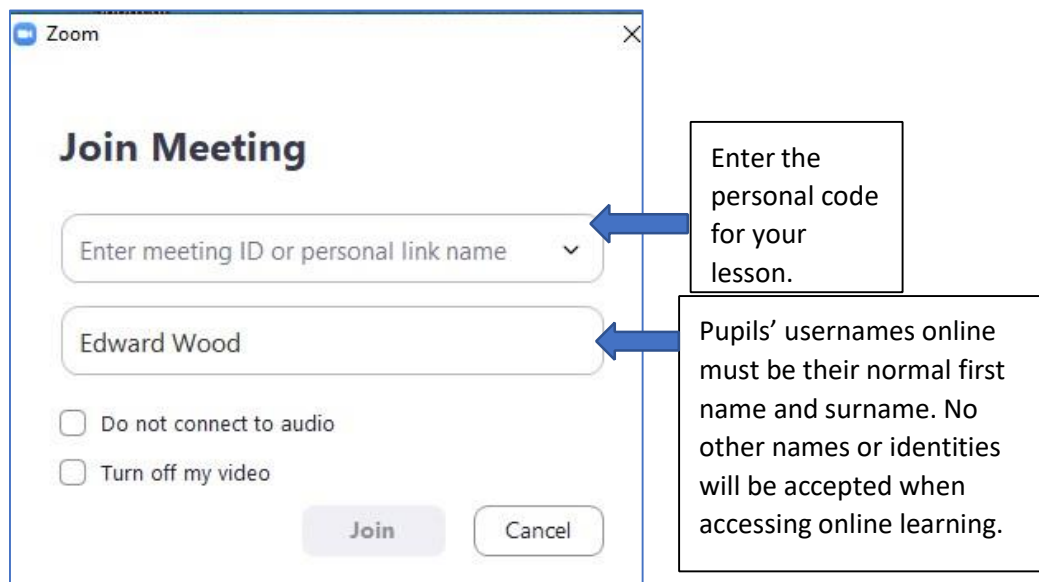 Zoom
Join Meeting
Enter meeting ID or personal link name
Edward Wood
Do not connect to audio
Turn off my video
Join
Cancel
Enter the
personal code
for your
lesson.
Pupils’ usernames online
must be their normal first
name and surname. No
other names or identities
will be accepted when
accessing online learning.